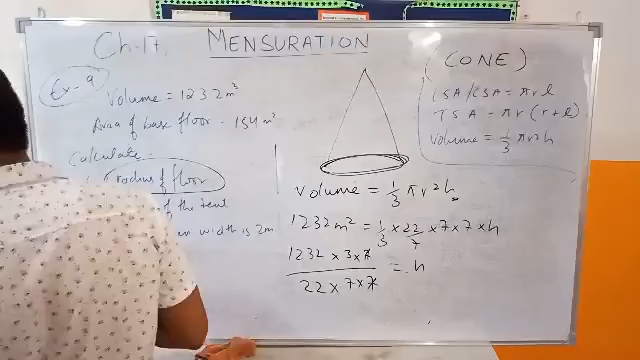 Ch-17.
MENSURATION
Ex-9
Volume = 1232 m³
Area of base floor - 154 m²
Calculate
radius of floor
of the tent
width is 2m
Volume = 1/3 πr²h
1232 m² = 1/3 × 22/7 × 7 × 7 × h
1232 × 3 × 7 / 22 × 7 × 7 = h
(CONE)
LSA/CSA = πrl
TSA = πr(r+l)
Volume = 1/3 πr²h